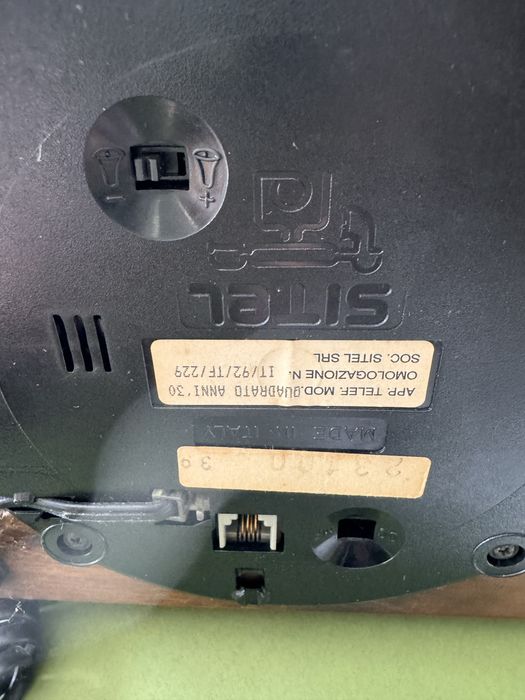 SITEL
APP. TELEF. MOD. QUADRATO ANNI'30
OMOLOGAZIONE N. IT/92/TF/229
SOC. SITEL SRL
MADE IN ITALY
- +